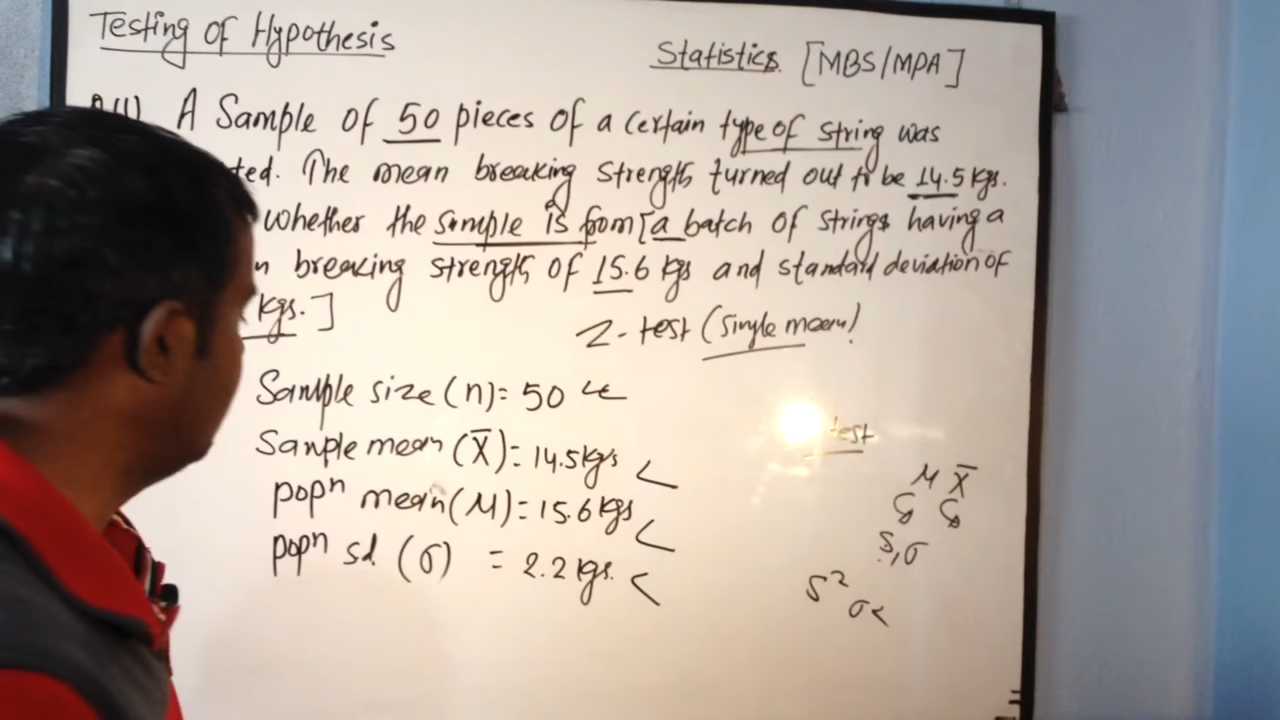 Testing of Hypothesis
Statistics. [MBS/MPA]
A Sample of 50 pieces of a certain type of string was
ted. The mean breaking strength turned out to be 14.5 kgs.
whether the sample is from [a batch of strings having a
n breaking strength of 15.6 kgs and standard deviation of
kgs.]
Z-test (single mean)
Sample size (n) = 50
Sample mean (X̄) = 14.5 kgs
popⁿ mean (μ) = 15.6 kgs
popⁿ sd (σ) = 2.2 kgs.
test
μ X̄
S, σ
S²